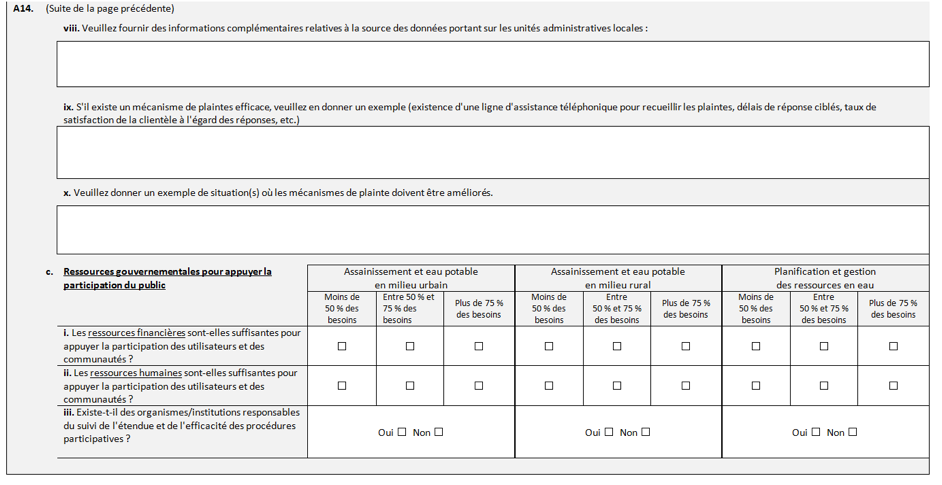 A14. (Suite de la page précédente)
viii. Veuillez fournir des informations complémentaires relatives à la source des données portant sur les unités administratives locales :
ix. S'il existe un mécanisme de plaintes efficace, veuillez en donner un exemple (existence d'une ligne d'assistance téléphonique pour recueillir les plaintes, délais de réponse ciblés, taux de
satisfaction de la clientèle à l'égard des réponses, etc.)
x. Veuillez donner un exemple de situation(s) où les mécanismes de plainte doivent être améliorés.
c. Ressources gouvernementales pour appuyer la
participation du public
Assainissement et eau potable
en milieu urbain
Assainissement et eau potable
en milieu rural
Planification et gestion
des ressources en eau
Moins de
50 % des
besoins
Entre 50 % et
75 % des
besoins
Plus de 75 %
des besoins
Moins de
50 % des
besoins
Entre
50 % et 75 %
des besoins
Plus de 75 %
des besoins
Moins de
50 % des
besoins
Entre
50 % et 75 %
des besoins
Plus de 75 %
des besoins
i. Les ressources financières sont-elles suffisantes pour
appuyer la participation des utilisateurs et des
communautés ?
☐ ☐ ☐ ☐ ☐ ☐ ☐ ☐ ☐
ii. Les ressources humaines sont-elles suffisantes pour
appuyer la participation des utilisateurs et des
communautés ?
☐ ☐ ☐ ☐ ☐ ☐ ☐ ☐ ☐
iii. Existe-t-il des organismes/institutions responsables
du suivi de l'étendue et de l'efficacité des procédures
participatives ?
Oui ☐ Non ☐
Oui ☐ Non ☐
Oui ☐ Non ☐